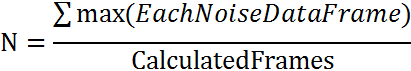 N = ∑ max(EachNoiseDataFrame) / CalculatedFrames